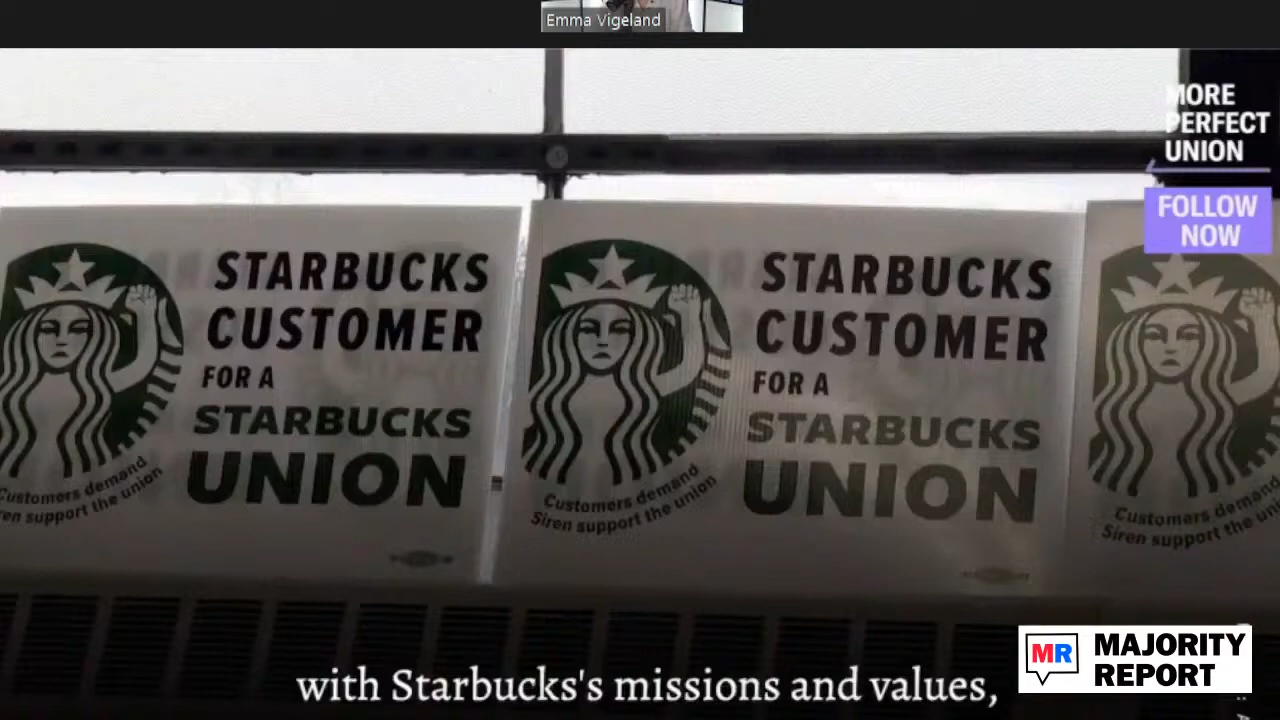 Emma Vigeland
MORE
PERFECT
UNION
FOLLOW
NOW
STARBUCKS
CUSTOMER
FOR A
STARBUCKS
UNION
Customers demand
Siren support the union
STARBUCKS
CUSTOMER
FOR A
STARBUCKS
UNION
Customers demand
Siren support the union
Customers demand
Siren support the
with Starbucks's missions and values,
MR MAJORITY
REPORT